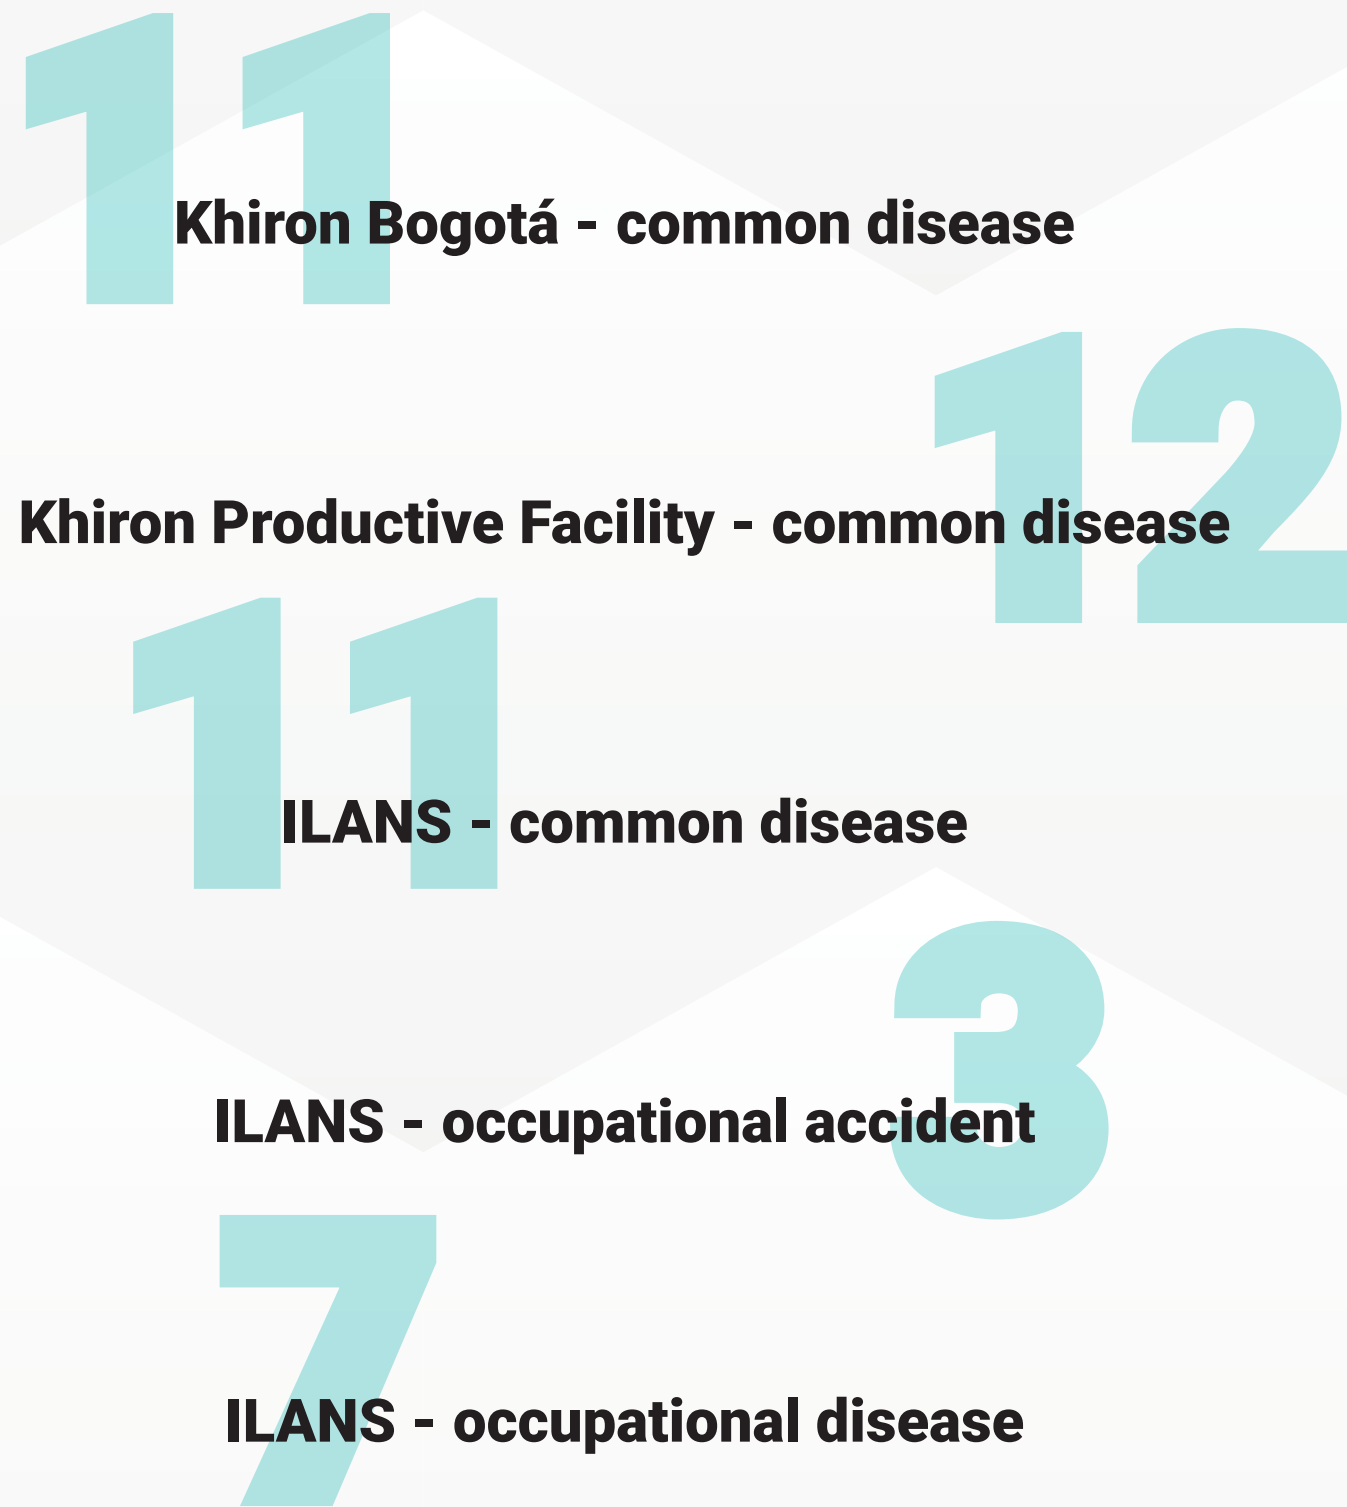 11
Khiron Bogotá - common disease
12
Khiron Productive Facility - common disease
11
ILANS - common disease
3
ILANS - occupational accident
7
ILANS - occupational disease